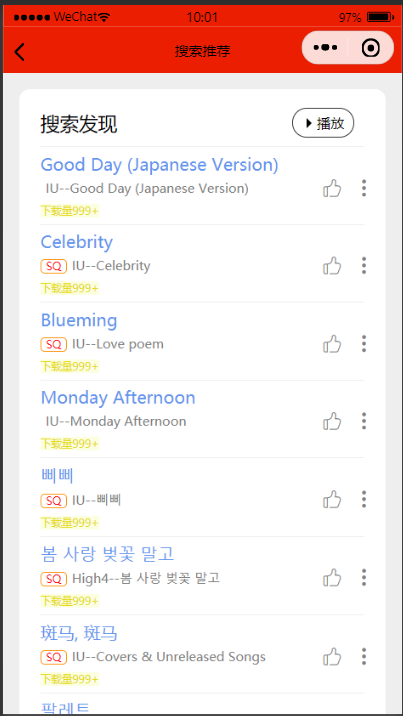 WeChat
10:01
97%
搜索推荐
搜索发现
播放
Good Day (Japanese Version)
IU--Good Day (Japanese Version)
下载量999+
Celebrity
SQ IU--Celebrity
下载量999+
Blueming
SQ IU--Love poem
下载量999+
Monday Afternoon
IU--Monday Afternoon
下载量999+
삐삐
SQ IU--삐삐
下载量999+
봄 사랑 벚꽃 말고
SQ High4--봄 사랑 벚꽃 말고
下载量999+
斑马, 斑马
SQ IU--Covers & Unreleased Songs
下载量999+
팔레트